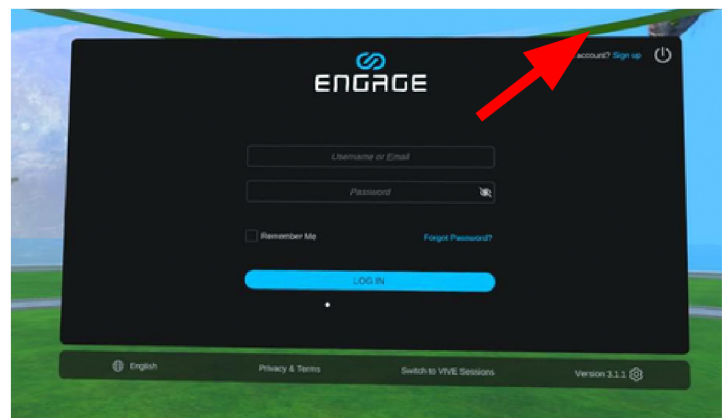 ENGAGE
account? Sign up
Username or Email
Password
Remember Me
Forgot Password?
LOG IN
English
Privacy & Terms
Switch to VIVE Sessions
Version 3.1.1